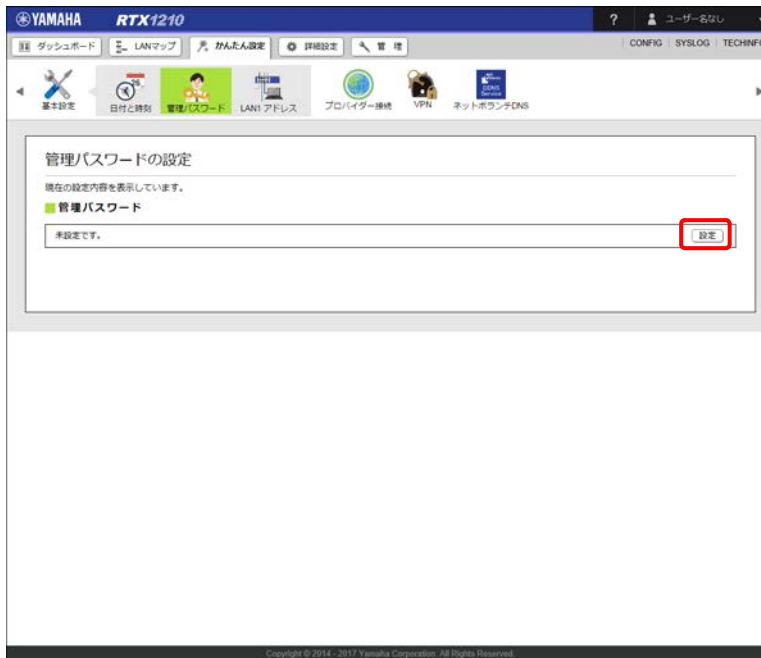 YAMAHA RTX1210 ? ユーザー名なし
ダッシュボード LANマップ かんたん設定 詳細設定 管理 CONFIG SYSLOG TECHINFO
基本設定 日付と時刻 管理パスワード LAN1 アドレス プロバイダー接続 VPN ネットボランチDNS
管理パスワードの設定
現在の設定内容を表示しています。
管理パスワード
未設定です。 設定
Copyright © 2014 - 2017 Yamaha Corporation. All Rights Reserved.